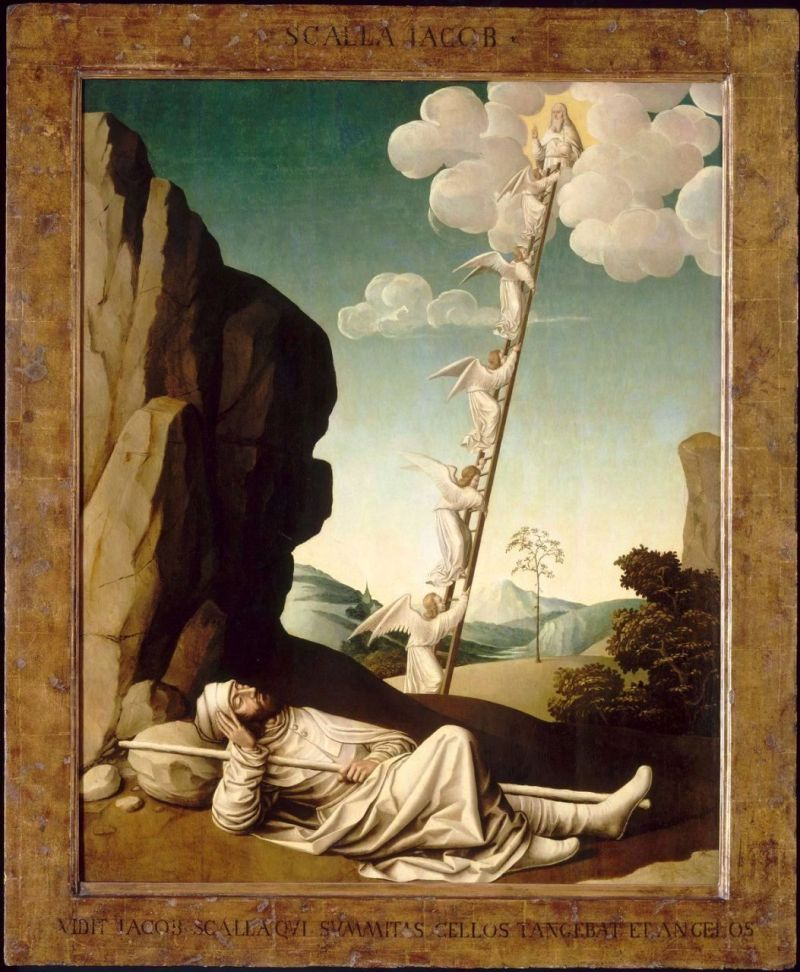 SCALLA IACOB
VIDIT IACOB SCALLA QVI SVMMITAS CELLOS TANGEBAT ET ANGELOS